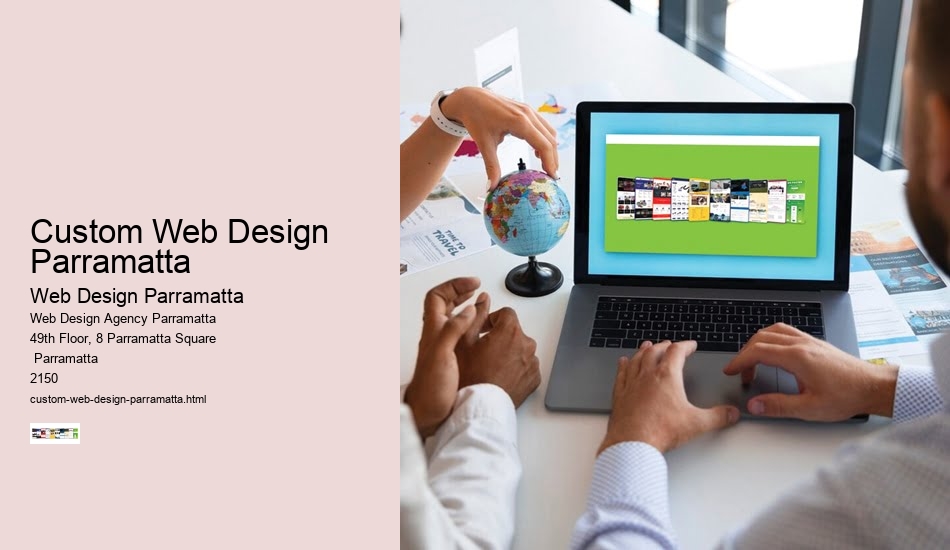 Custom Web Design
Parramatta
Web Design Parramatta
Web Design Agency Parramatta
49th Floor, 8 Parramatta Square
Parramatta
2150
custom-web-design-parramatta.html
TIME TO
TRAVEL